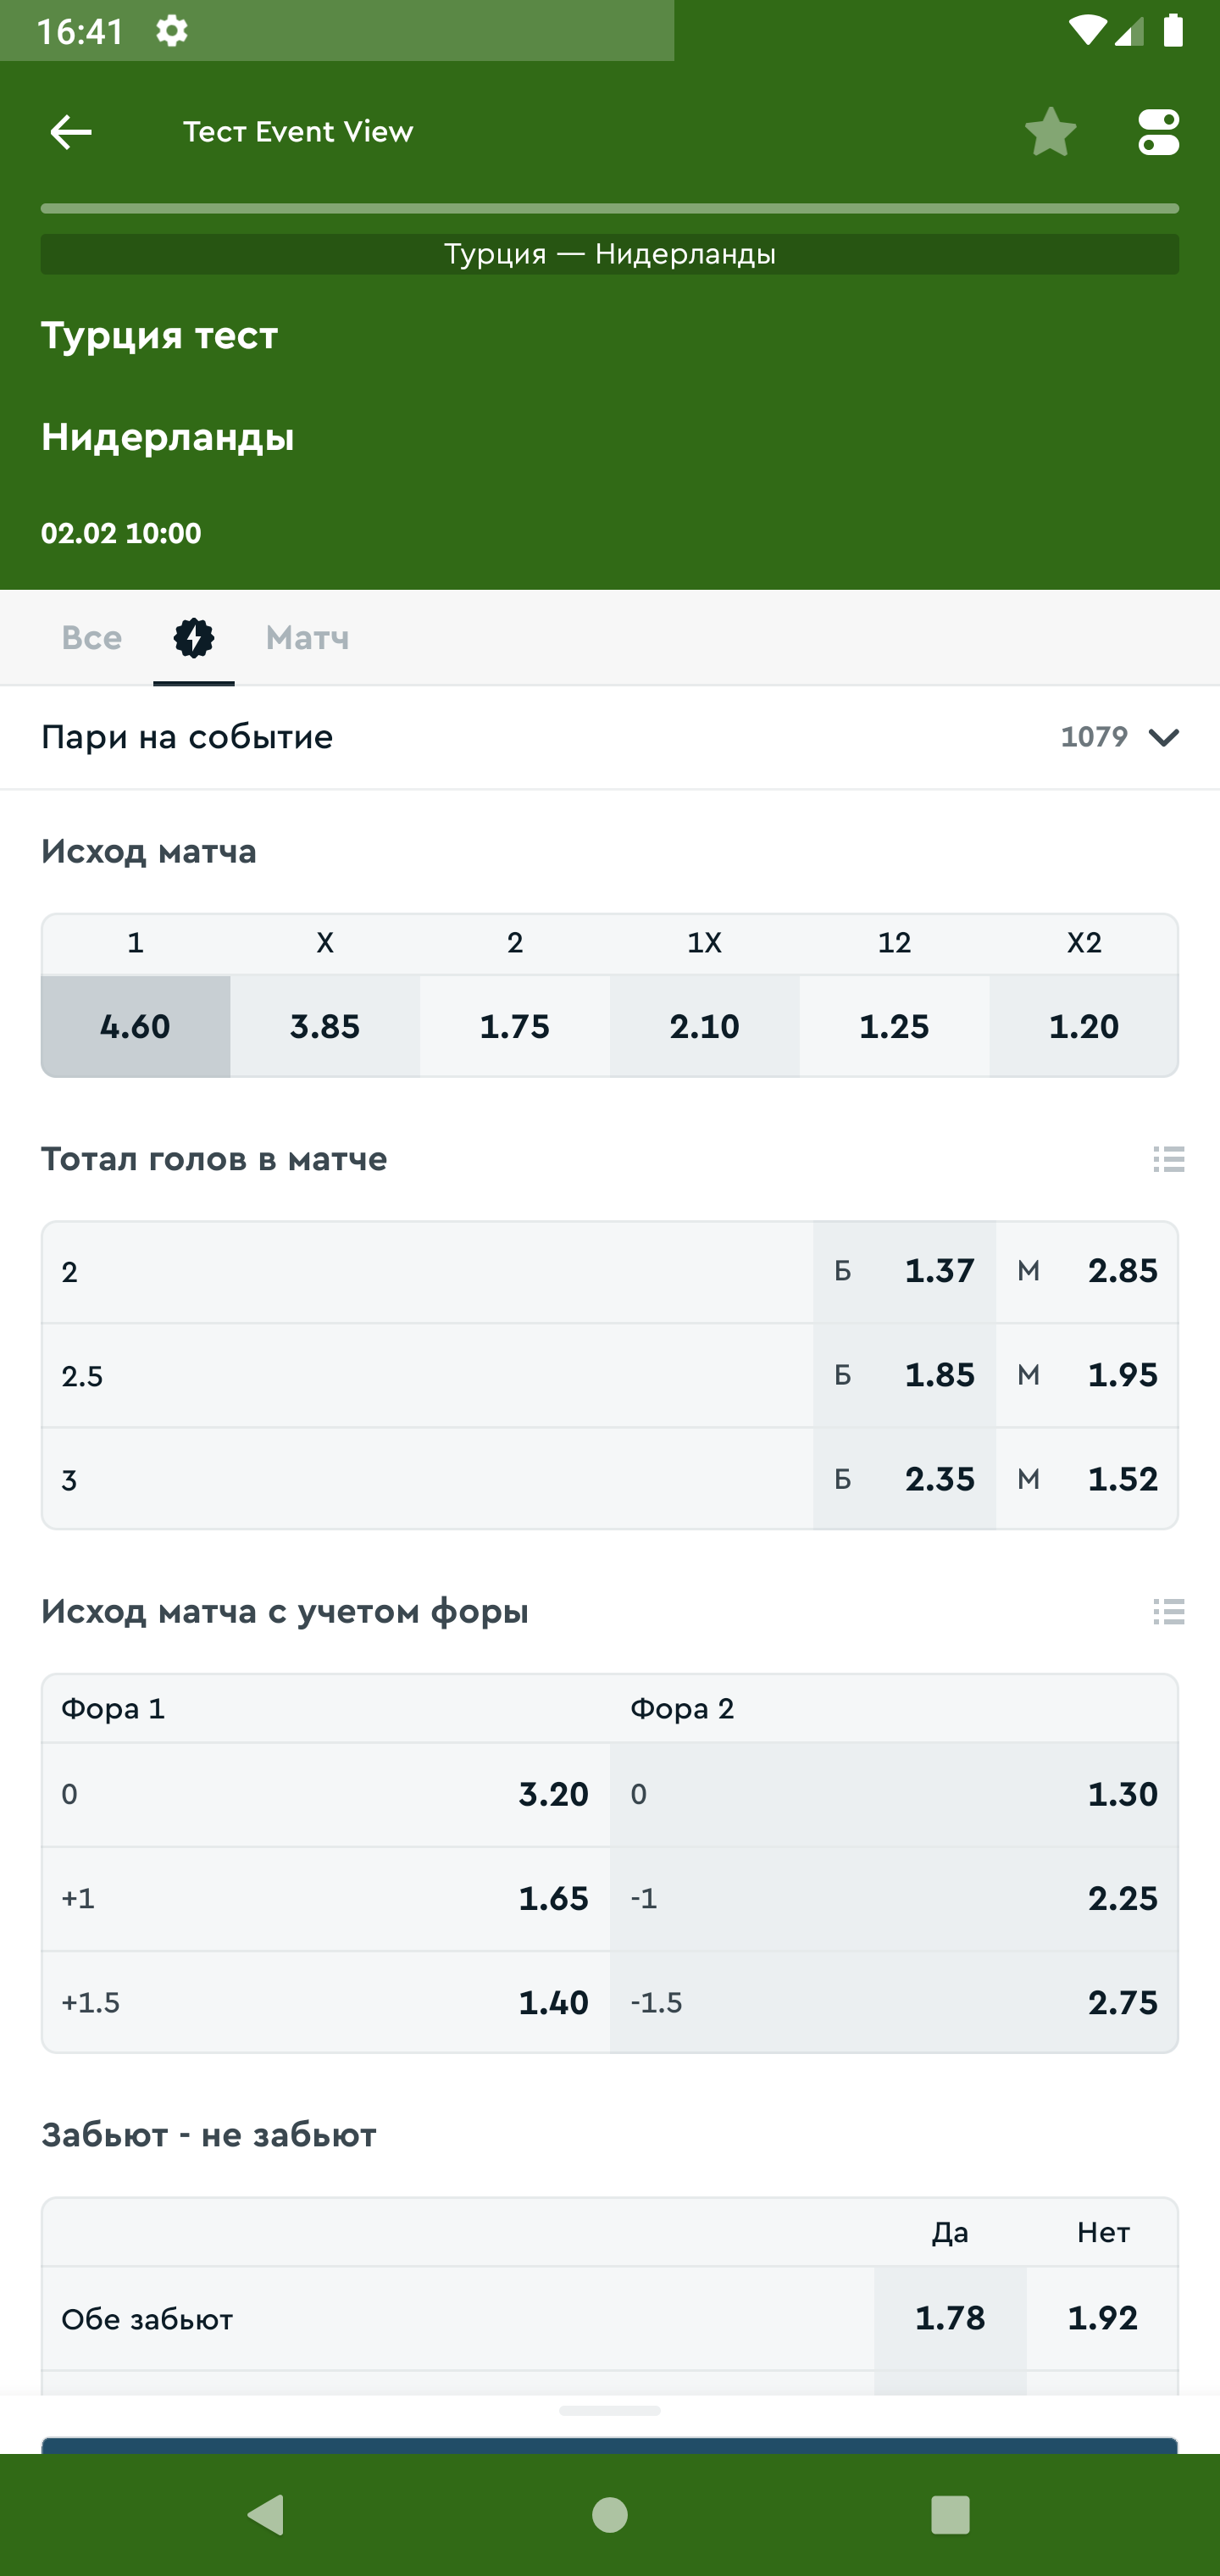 16:41
Тест Event View
Турция — Нидерланды
Турция тест
Нидерланды
02.02 10:00
Все Матч
Пари на событие 1079
Исход матча
1 X 2 1X 12 X2
4.60 3.85 1.75 2.10 1.25 1.20
Тотал голов в матче
2 Б 1.37 М 2.85
2.5 Б 1.85 М 1.95
3 Б 2.35 М 1.52
Исход матча с учетом форы
Фора 1 Фора 2
0 3.20 0 1.30
+1 1.65 -1 2.25
+1.5 1.40 -1.5 2.75
Забьют - не забьют
Да Нет
Обе забьют 1.78 1.92